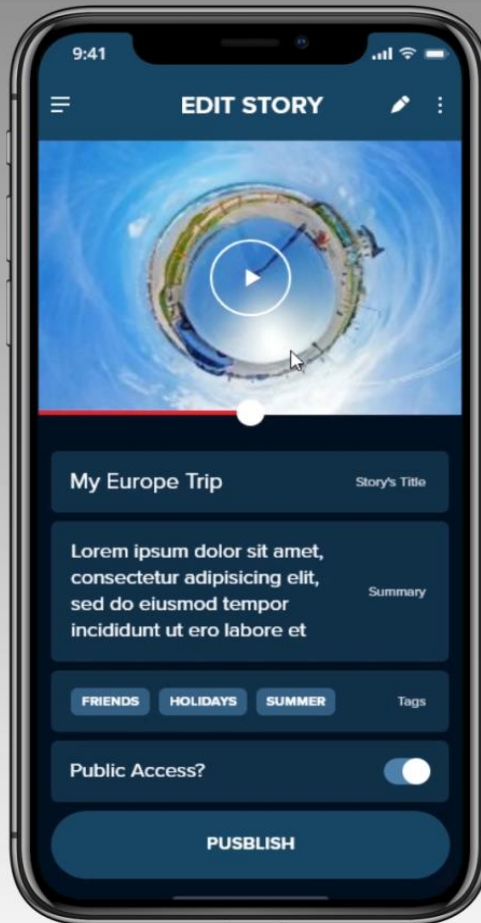 9:41
EDIT STORY
My Europe Trip
Story's Title
Lorem ipsum dolor sit amet,
consectetur adipisicing elit,
sed do eiusmod tempor
incididunt ut ero labore et
Summary
FRIENDS HOLIDAYS SUMMER Tags
Public Access?
PUSBLISH